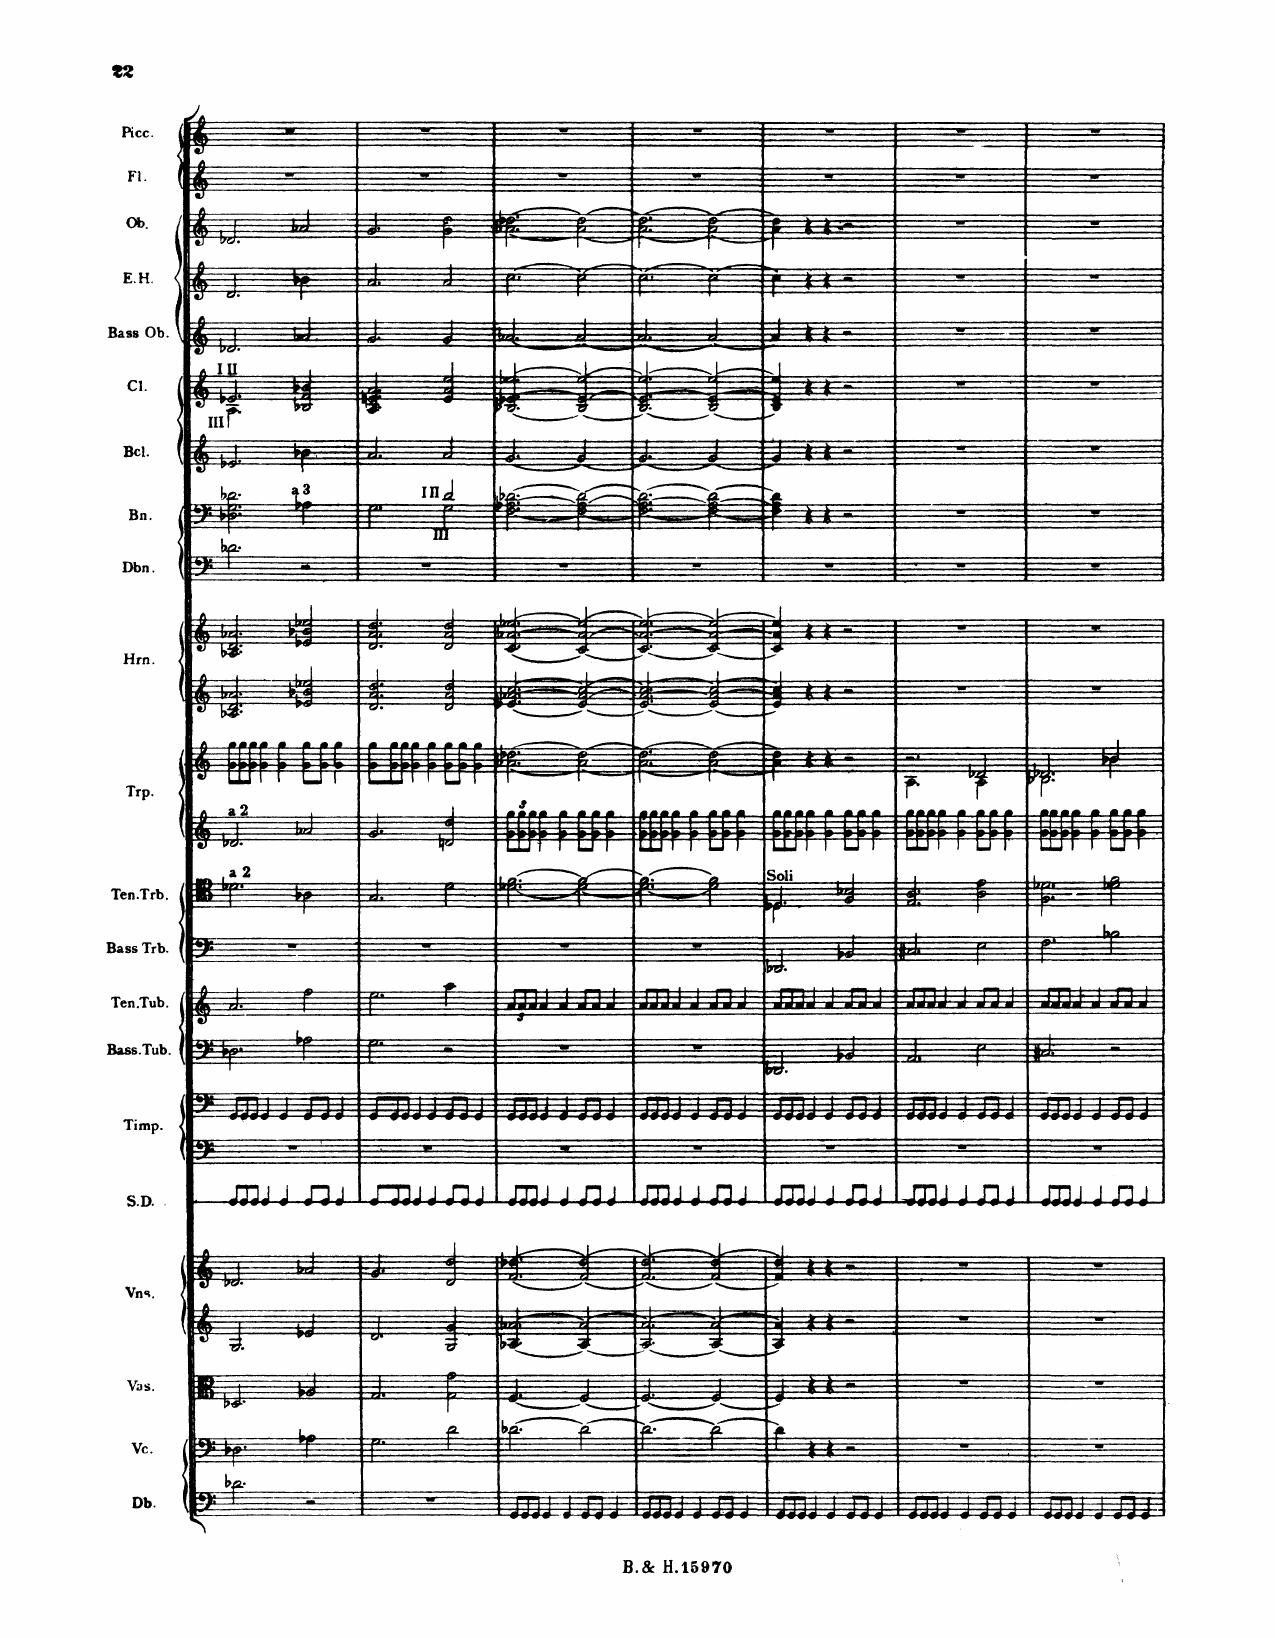 22
Picc.
Fl.
Ob.
E.H.
Bass Ob.
I II
Cl.
III
Bcl.
a 3
I II
Bn.
III
Dbn.
Hrn.
Trp.
a 2
3
a 2
Soli
Ten.Trb.
Bass Trb.
Ten.Tub.
3
Bass.Tub.
Timp.
S.D.
Vns.
Vas.
Vc.
Db.
B. & H. 15970